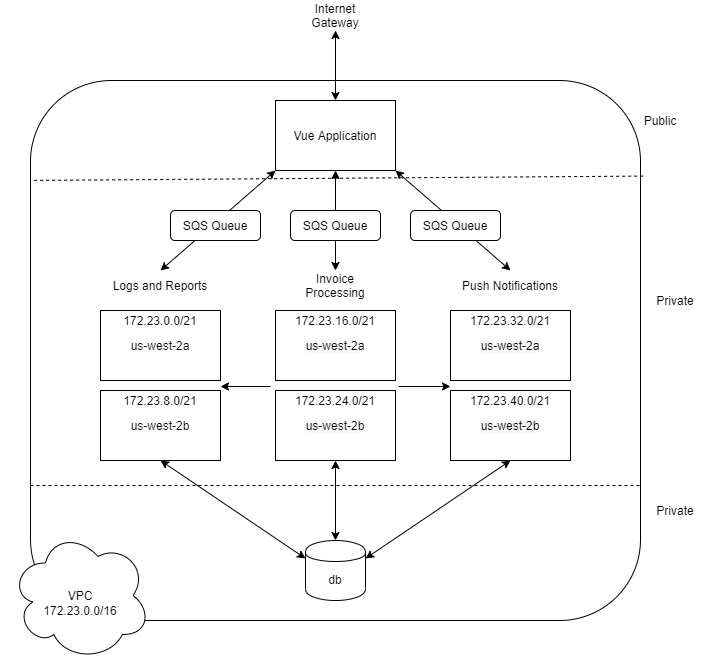 Internet
Gateway
Vue Application
Public
SQS Queue
SQS Queue
SQS Queue
Logs and Reports
Invoice
Processing
Push Notifications
Private
172.23.0.0/21
us-west-2a
172.23.16.0/21
us-west-2a
172.23.32.0/21
us-west-2a
172.23.8.0/21
us-west-2b
172.23.24.0/21
us-west-2b
172.23.40.0/21
us-west-2b
Private
db
VPC
172.23.0.0/16